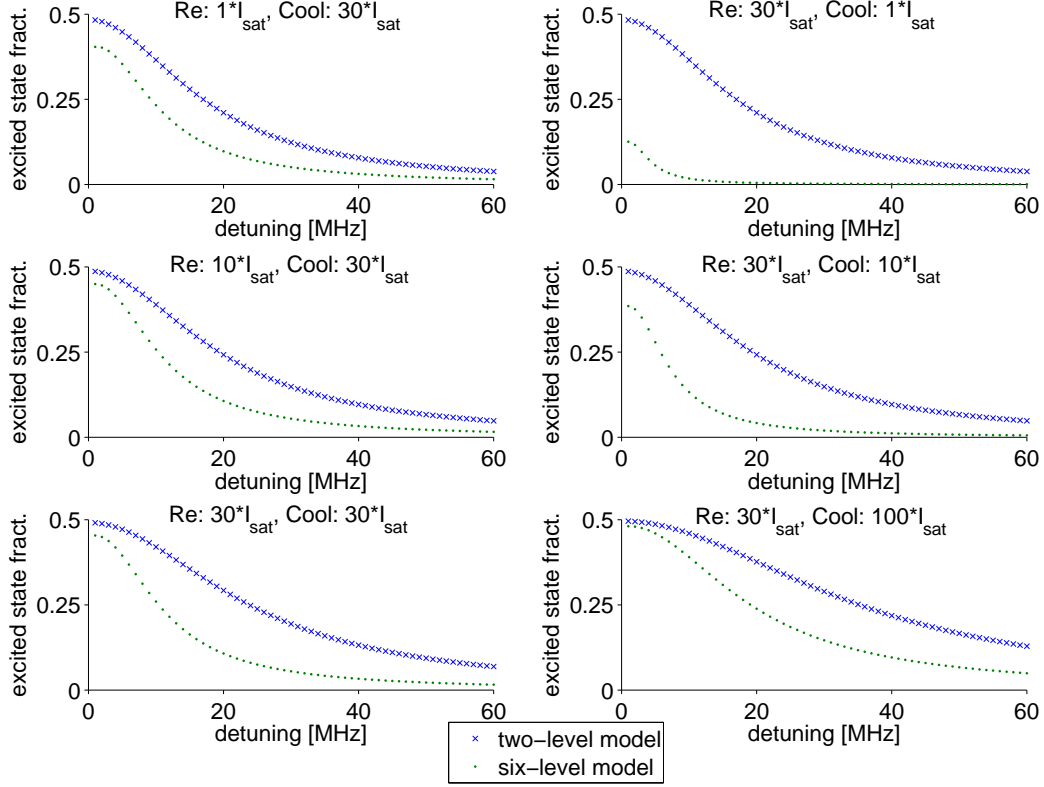 Re: 1*I_sat, Cool: 30*I_sat
excited state fract.
0.5
0.25
0
0 20 40 60
detuning [MHz]
Re: 30*I_sat, Cool: 1*I_sat
excited state fract.
0.5
0.25
0
0 20 40 60
detuning [MHz]
Re: 10*I_sat, Cool: 30*I_sat
excited state fract.
0.5
0.25
0
0 20 40 60
detuning [MHz]
Re: 30*I_sat, Cool: 10*I_sat
excited state fract.
0.5
0.25
0
0 20 40 60
detuning [MHz]
Re: 30*I_sat, Cool: 30*I_sat
excited state fract.
0.5
0.25
0
0 20 40 60
detuning [MHz]
Re: 30*I_sat, Cool: 100*I_sat
excited state fract.
0.5
0.25
0
0 20 40 60
detuning [MHz]
two−level model
six−level model